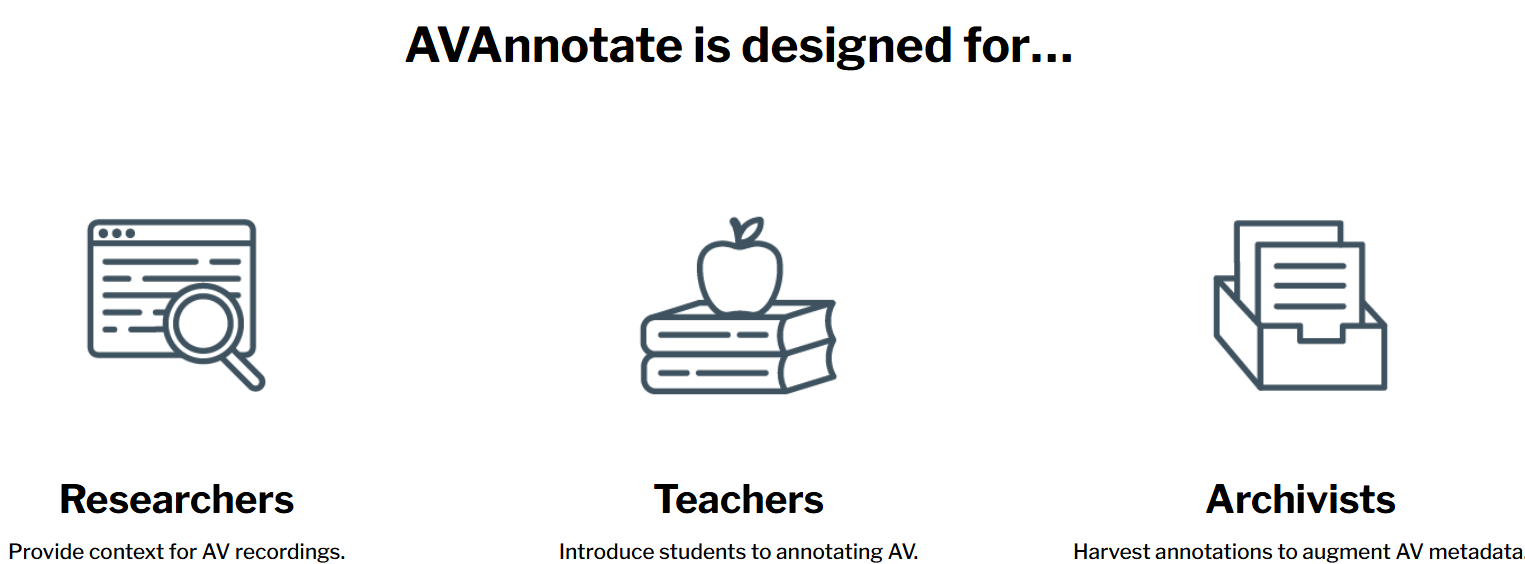 AVAnnotate is designed for...
Researchers
Provide context for AV recordings.
Teachers
Introduce students to annotating AV.
Archivists
Harvest annotations to augment AV metadata.